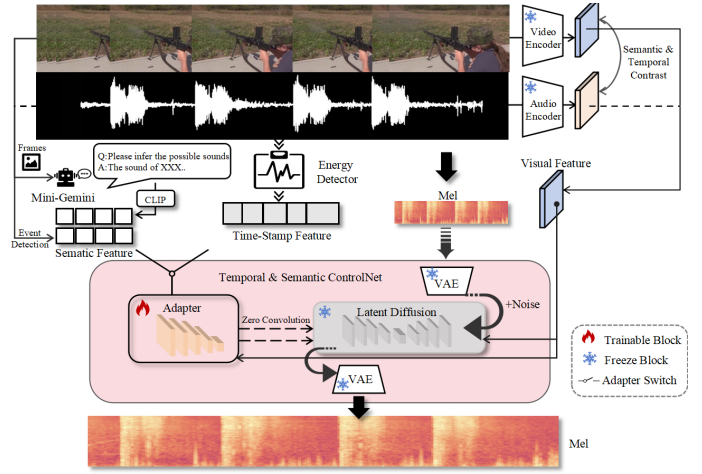 Video
Encoder
Semantic &
Temporal
Contrast
Audio
Encoder
Frames
Q:Please infer the possible sounds
A:The sound of XXX..
Energy
Detector
Mini-Gemini
CLIP
Mel
Visual Feature
Event
Detection
Sematic Feature
Time-Stamp Feature
Temporal & Semantic ControlNet
VAE
+Noise
Adapter
Zero Convolution
Latent Diffusion
VAE
Trainable Block
Freeze Block
Adapter Switch
Mel